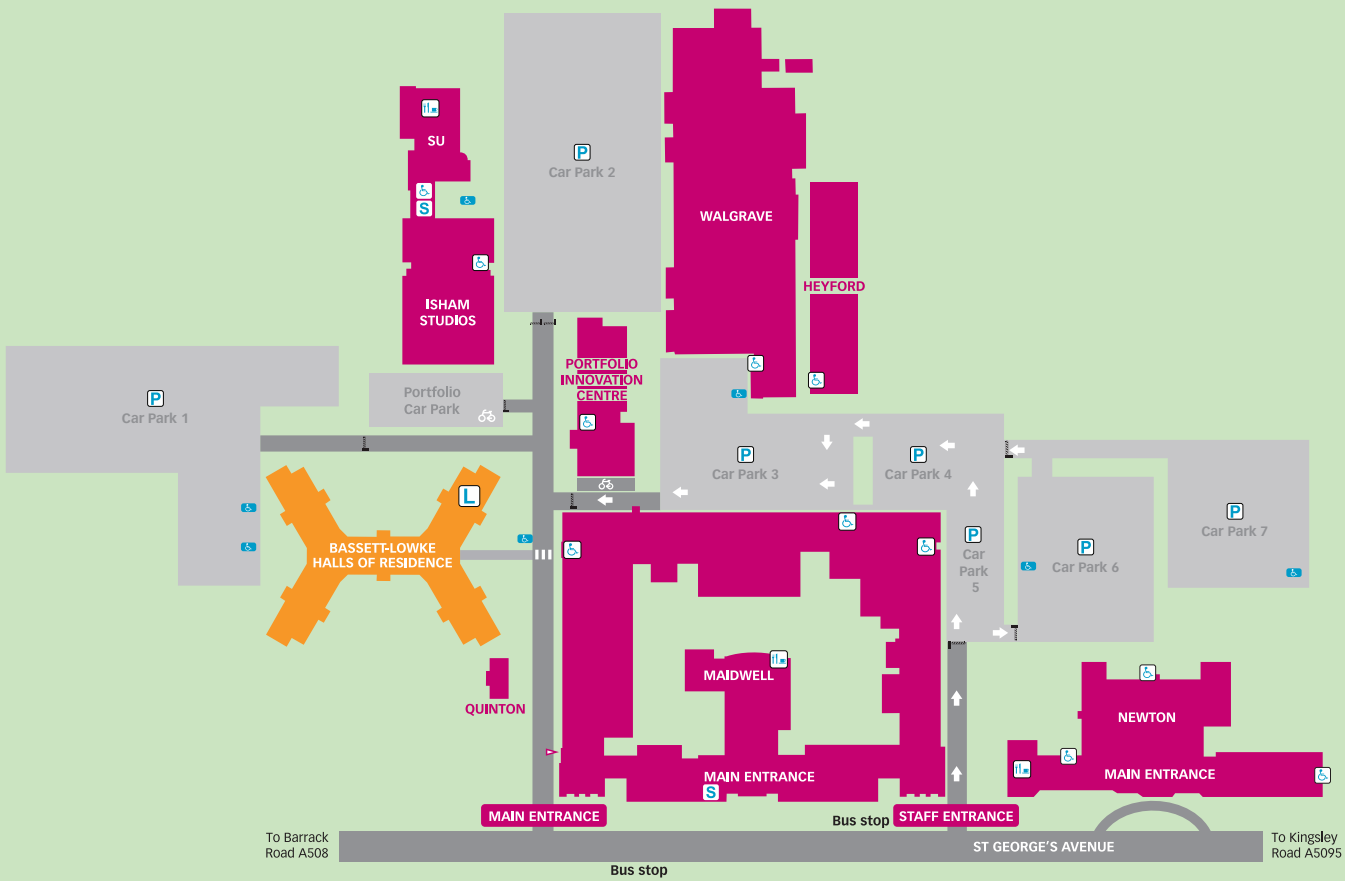 SU
P
Car Park 2
S
WALGRAVE
HEYFORD
ISHAM
STUDIOS
PORTFOLIO
INNOVATION
CENTRE
P
Car Park 1
Portfolio
Car Park
P
Car Park 3
P
Car Park 4
L
P
Car Park 7
P
Car
Park
5
P
Car Park 6
BASSETT-LOWKE
HALLS OF RESIDENCE
MAIDWELL
QUINTON
NEWTON
MAIN ENTRANCE
S
MAIN ENTRANCE
MAIN ENTRANCE
Bus stop
STAFF ENTRANCE
To Barrack
Road A508
ST GEORGE'S AVENUE
To Kingsley
Road A5095
Bus stop